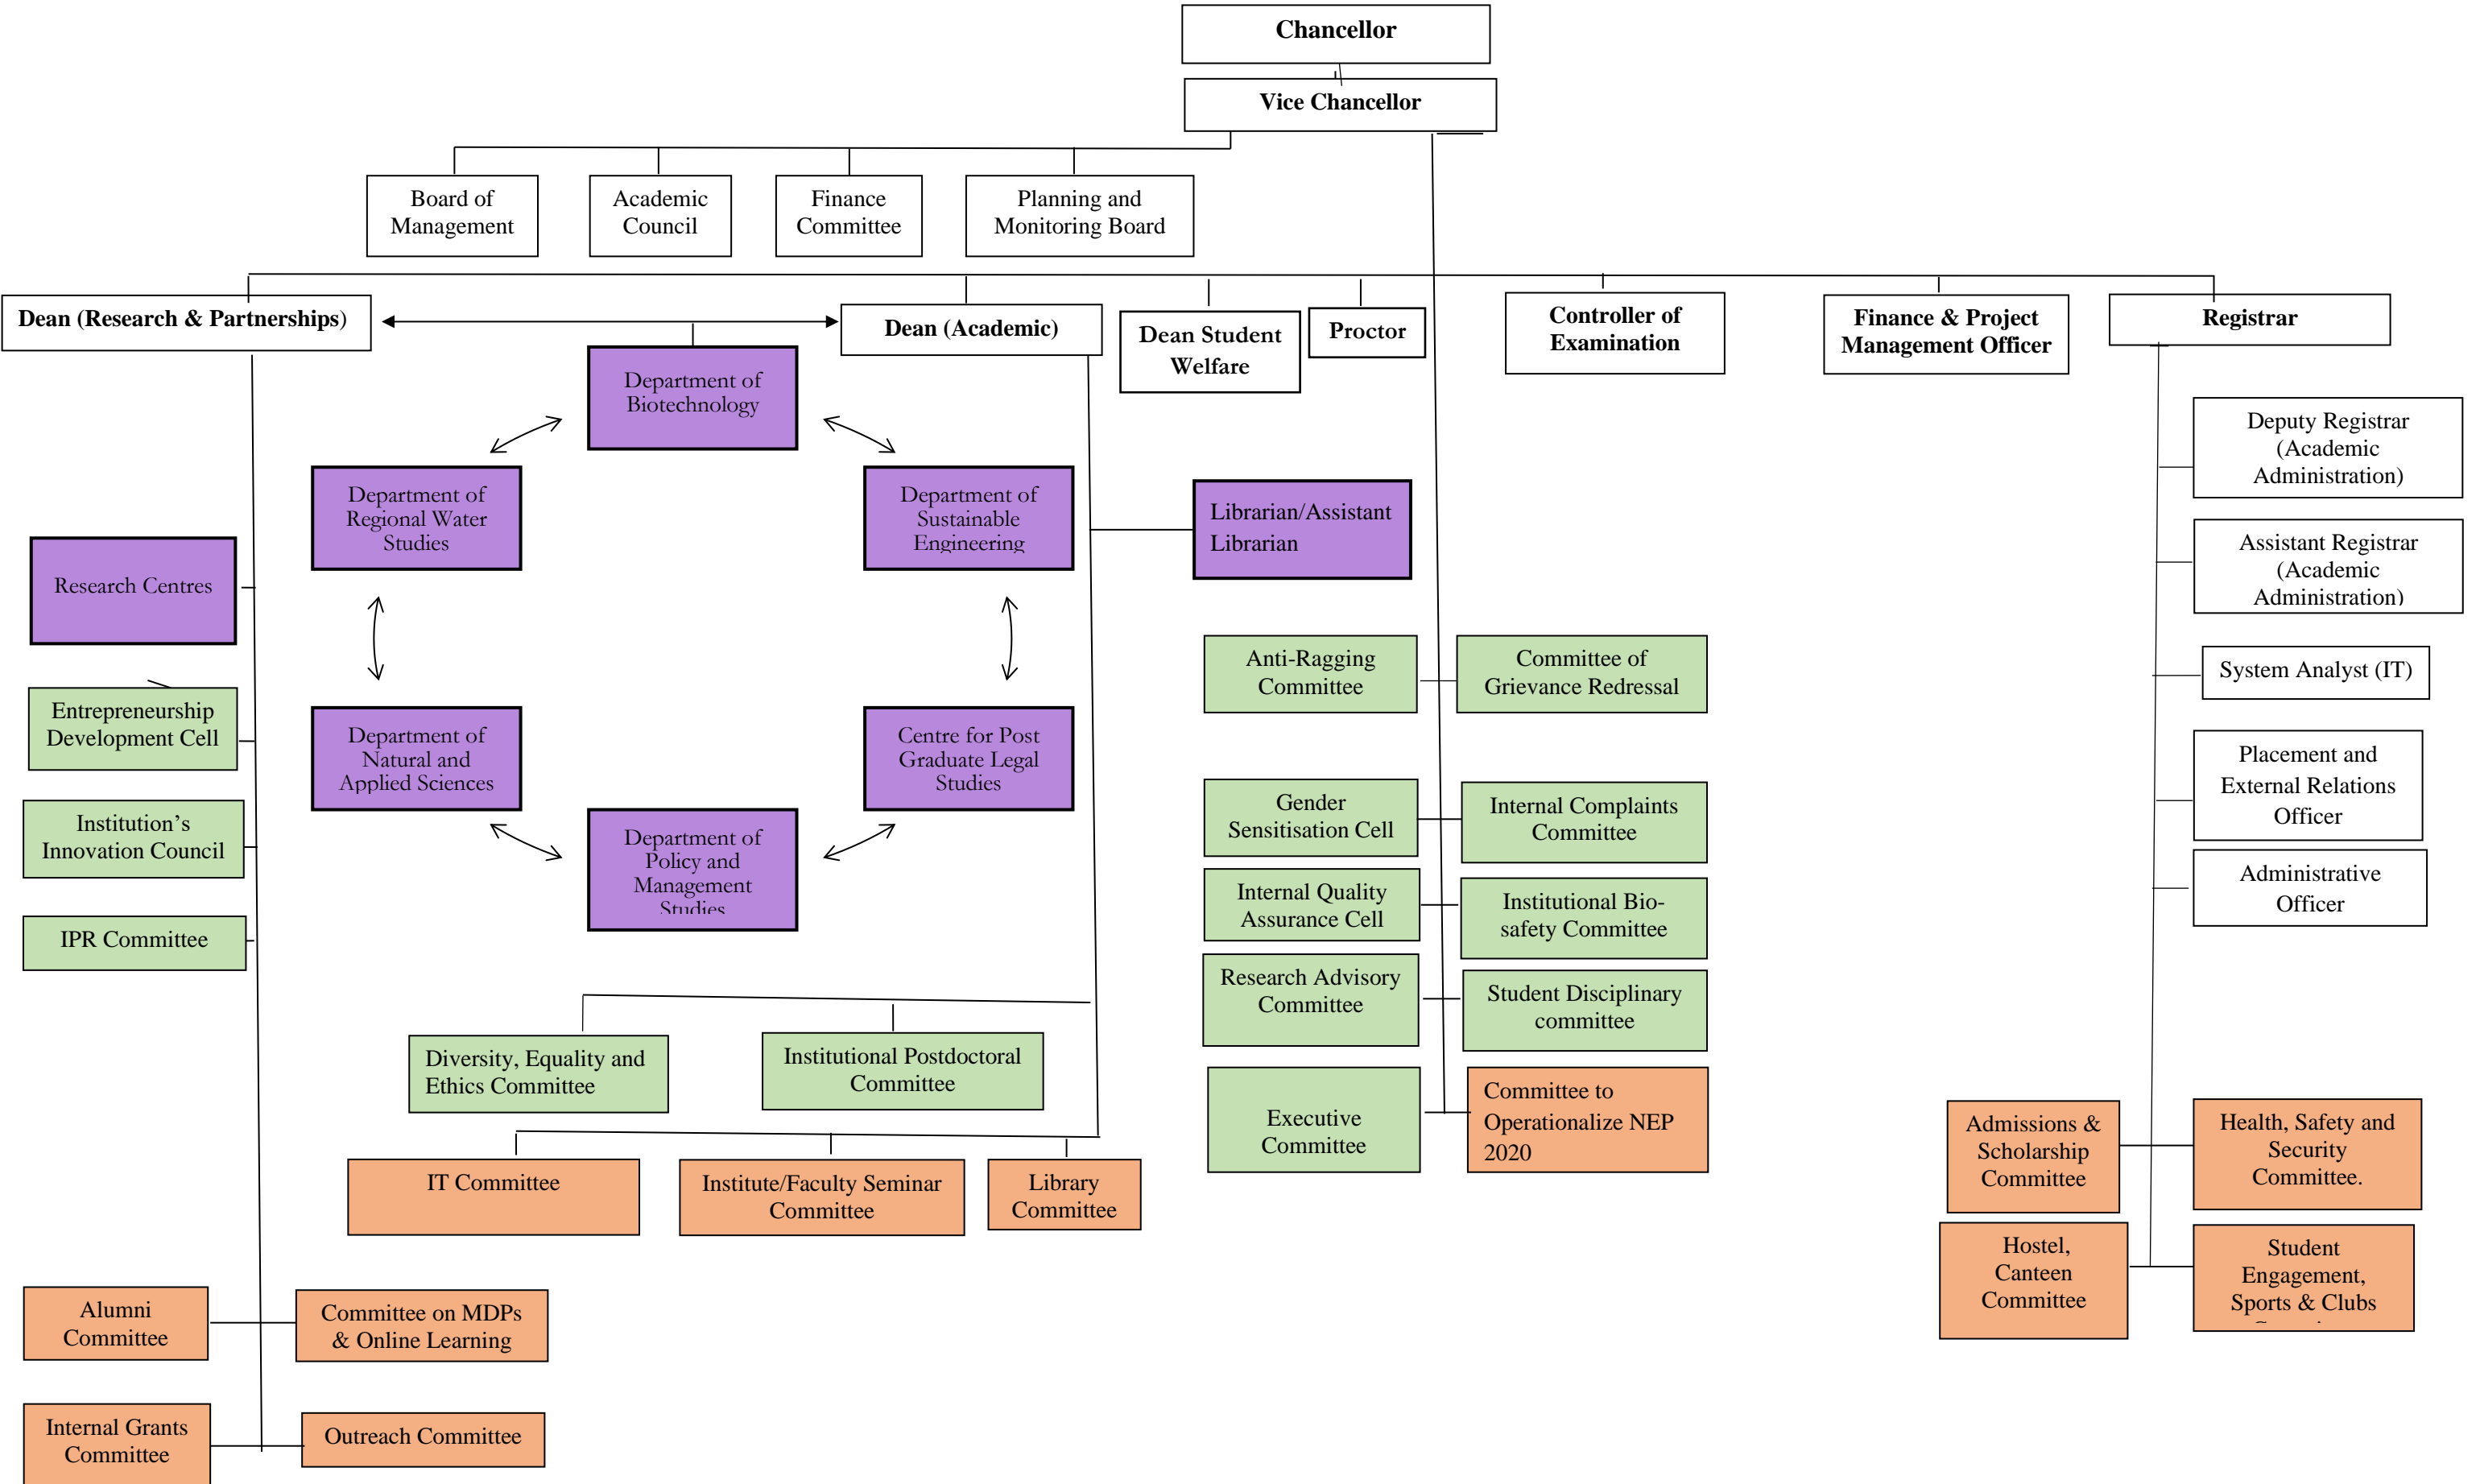 Chancellor
Vice Chancellor
Board of
Management
Academic
Council
Finance
Committee
Planning and
Monitoring Board
Dean (Research & Partnerships)
Dean (Academic)
Dean Student
Welfare
Proctor
Controller of
Examination
Finance & Project
Management Officer
Registrar
Department of
Biotechnology
Department of
Regional Water
Studies
Department of
Sustainable
Engineering
Librarian/Assistant
Librarian
Research Centres
Department of
Natural and
Applied Sciences
Centre for Post
Graduate Legal
Studies
Department of
Policy and
Management
Studies
Entrepreneurship
Development Cell
Institution’s
Innovation Council
IPR Committee
Deputy Registrar
(Academic
Administration)
Assistant Registrar
(Academic
Administration)
System Analyst (IT)
Placement and
External Relations
Officer
Administrative
Officer
Anti-Ragging
Committee
Committee of
Grievance Redressal
Gender
Sensitisation Cell
Internal Complaints
Committee
Internal Quality
Assurance Cell
Institutional Bio-
safety Committee
Research Advisory
Committee
Student Disciplinary
committee
Executive
Committee
Committee to
Operationalize NEP
2020
Diversity, Equality and
Ethics Committee
Institutional Postdoctoral
Committee
IT Committee
Institute/Faculty Seminar
Committee
Library
Committee
Admissions &
Scholarship
Committee
Health, Safety and
Security
Committee.
Hostel,
Canteen
Committee
Student
Engagement,
Sports & Clubs
Alumni
Committee
Committee on MDPs
& Online Learning
Internal Grants
Committee
Outreach Committee